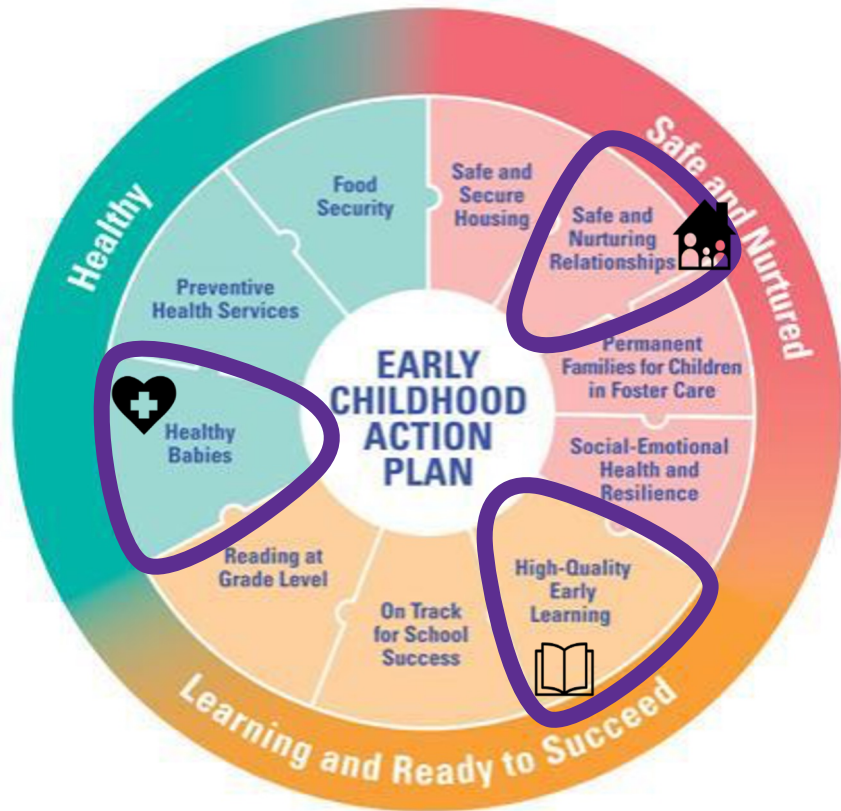 Healthy
Safe and Nurtured
Food
Security
Safe and
Secure
Housing
Safe and
Nurturing
Relationships
Preventive
Health Services
Permanent
Families for Children
in Foster Care
EARLY
CHILDHOOD
ACTION
PLAN
Healthy
Babies
Social-Emotional
Health and
Resilience
Reading at
Grade Level
On Track
for School
Success
High-Quality
Early
Learning
Learning and Ready to Succeed